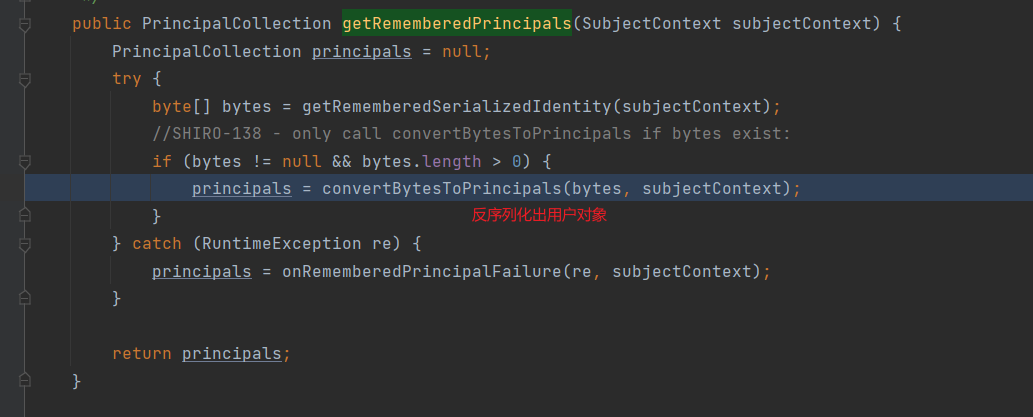 public PrincipalCollection getRememberedPrincipals(SubjectContext subjectContext) {
    PrincipalCollection principals = null;
    try {
        byte[] bytes = getRememberedSerializedIdentity(subjectContext);
        //SHIRO-138 - only call convertBytesToPrincipals if bytes exist:
        if (bytes != null && bytes.length > 0) {
            principals = convertBytesToPrincipals(bytes, subjectContext);
        }
反序列化出用户对象
    } catch (RuntimeException re) {
        principals = onRememberedPrincipalFailure(re, subjectContext);
    }
    return principals;
}